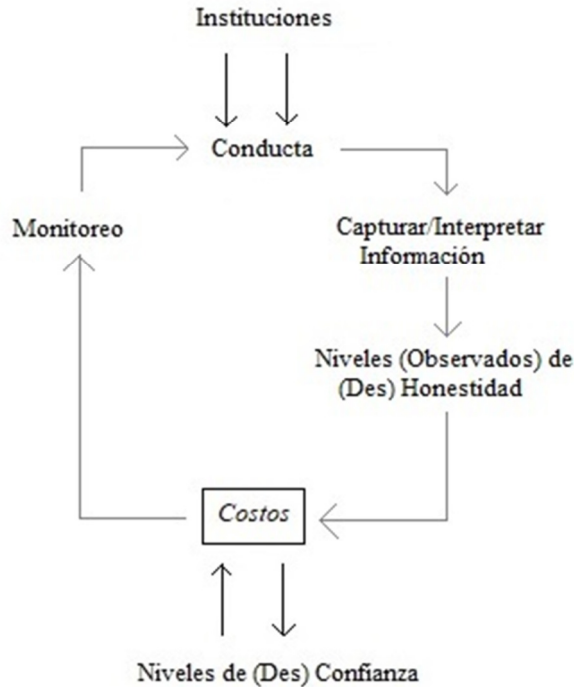 Instituciones
Conducta
Monitoreo
Capturar/Interpretar
Información
Niveles (Observados) de
(Des) Honestidad
Costos
Niveles de (Des) Confianza